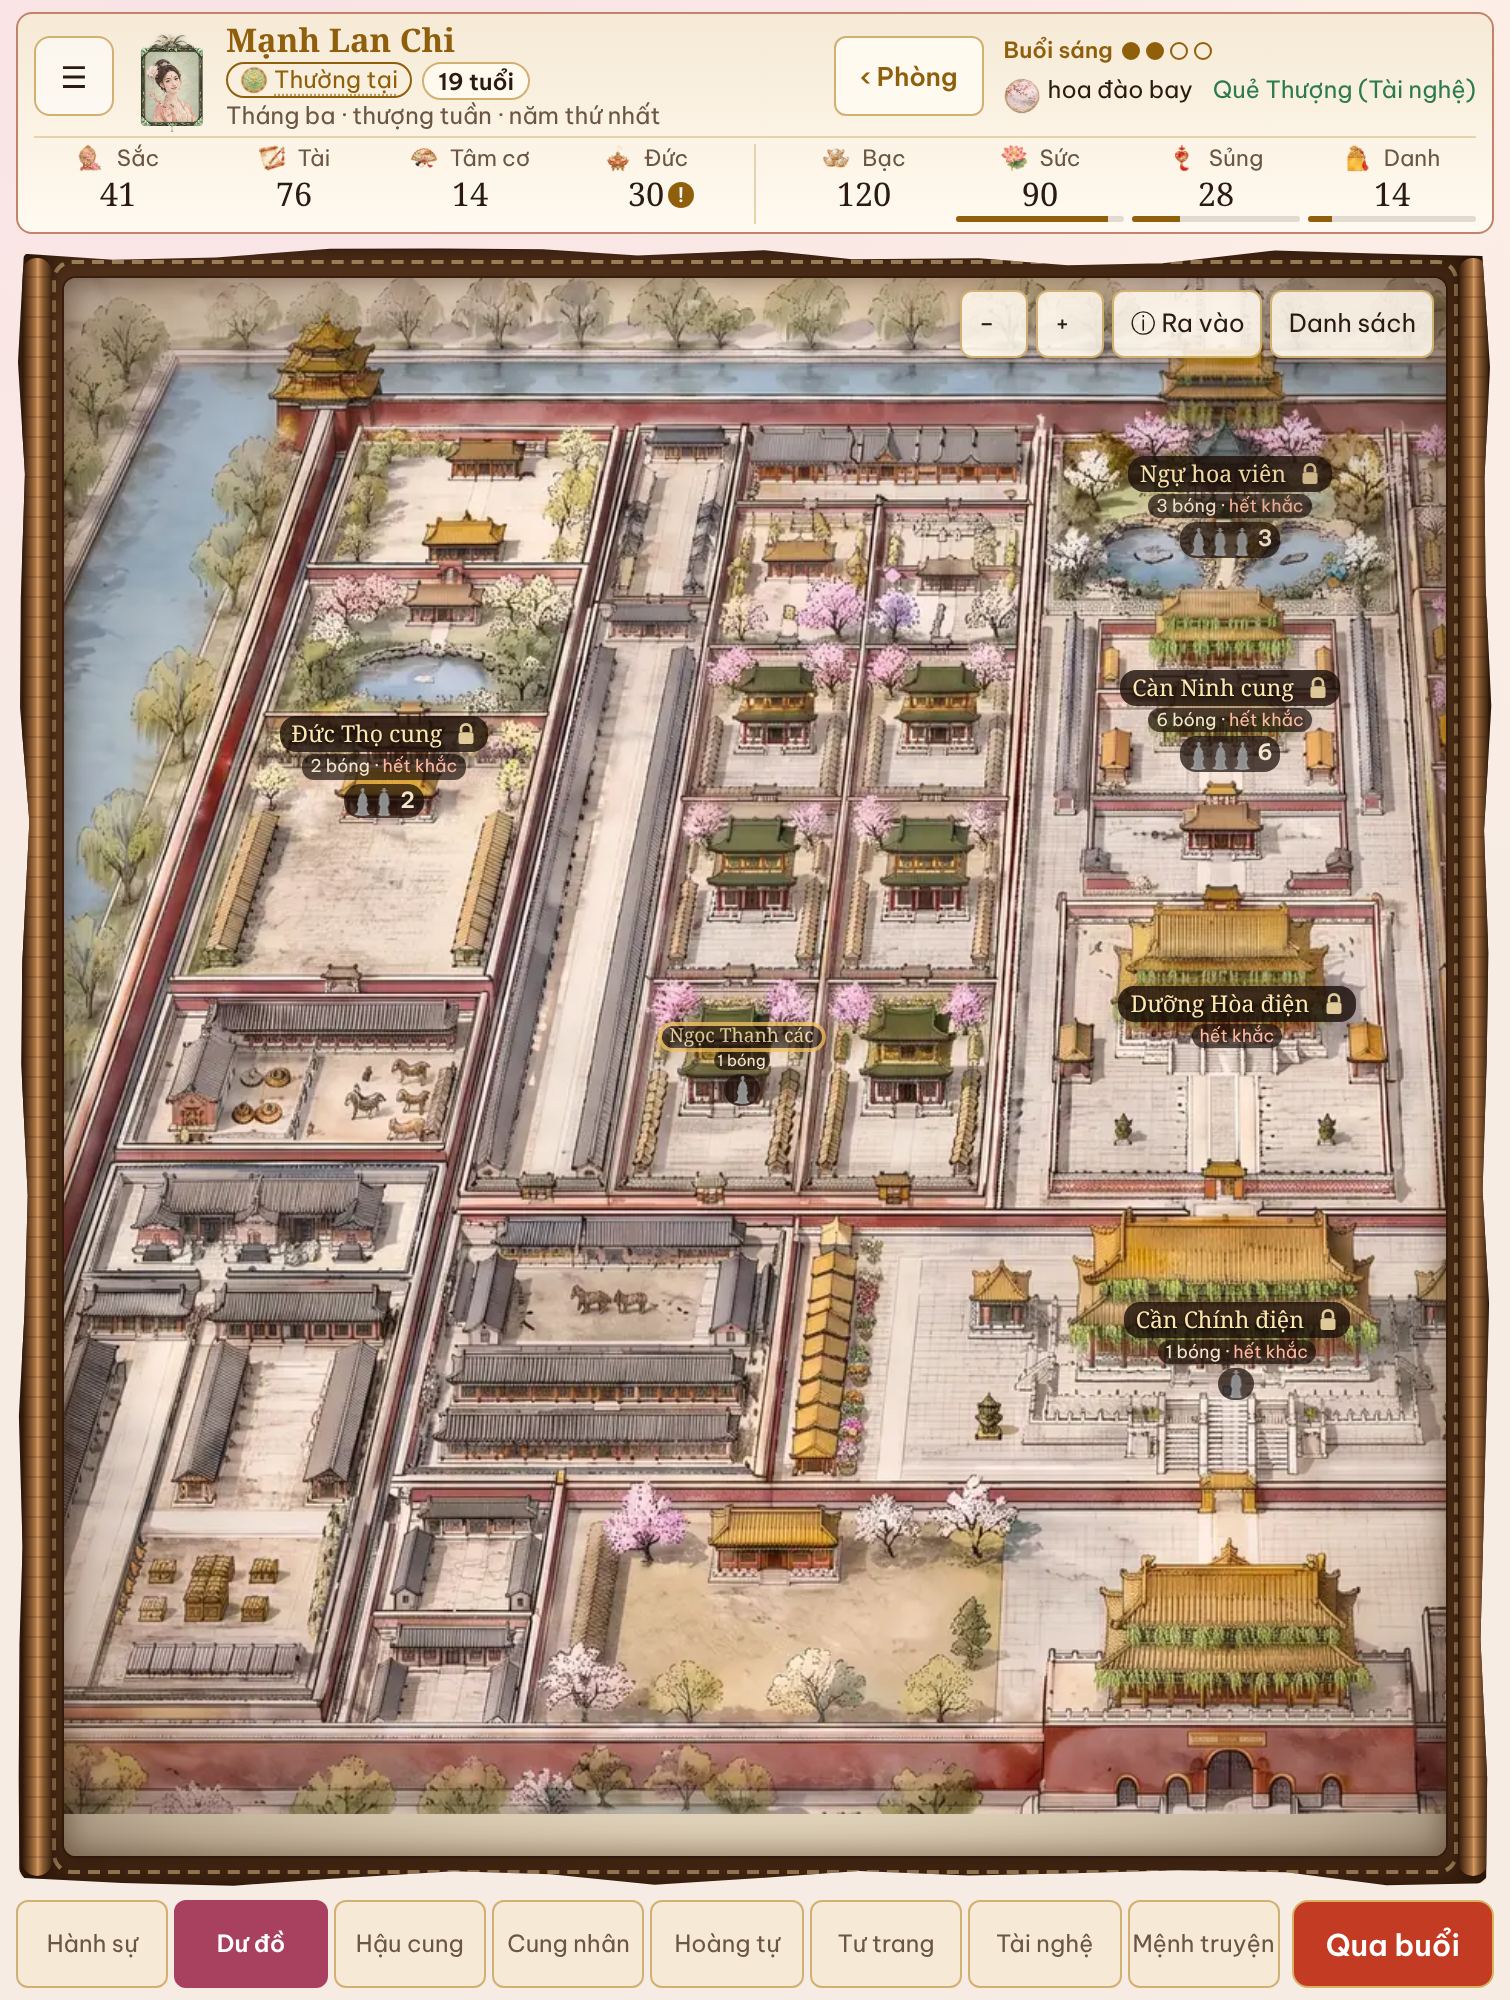 ☰
Mạnh Lan Chi
Thường tại
19 tuổi
Tháng ba · thượng tuần · năm thứ nhất
‹ Phòng
Buổi sáng
hoa đào bay
Quẻ Thượng (Tài nghệ)
Sắc
41
Tài
76
Tâm cơ
14
Đức
30 !
Bạc
120
Sức
90
Sủng
28
Danh
14
−
+
ⓘ Ra vào
Danh sách
Ngự hoa viên
3 bóng · hết khắc
3
Càn Ninh cung
6 bóng · hết khắc
6
Đức Thọ cung
2 bóng · hết khắc
2
Dưỡng Hòa điện
hết khắc
Ngọc Thanh các
1 bóng
Cần Chính điện
1 bóng · hết khắc
Hành sự
Dư đồ
Hậu cung
Cung nhân
Hoàng tự
Tư trang
Tài nghệ
Mệnh truyện
Qua buổi